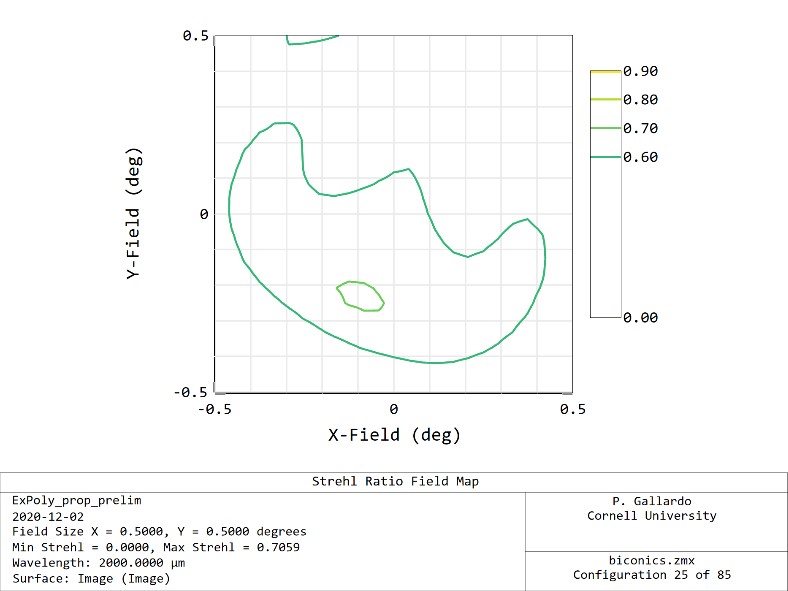 0.5
0
-0.5
Y-Field (deg)
-0.5
0
0.5
X-Field (deg)
0.90
0.80
0.70
0.60
0.00
Strehl Ratio Field Map
ExPoly_prop_prelim
2020-12-02
Field Size X = 0.5000, Y = 0.5000 degrees
Min Strehl = 0.0000, Max Strehl = 0.7059
Wavelength: 2000.0000 µm
Surface: Image (Image)
P. Gallardo
Cornell University
biconics.zmx
Configuration 25 of 85